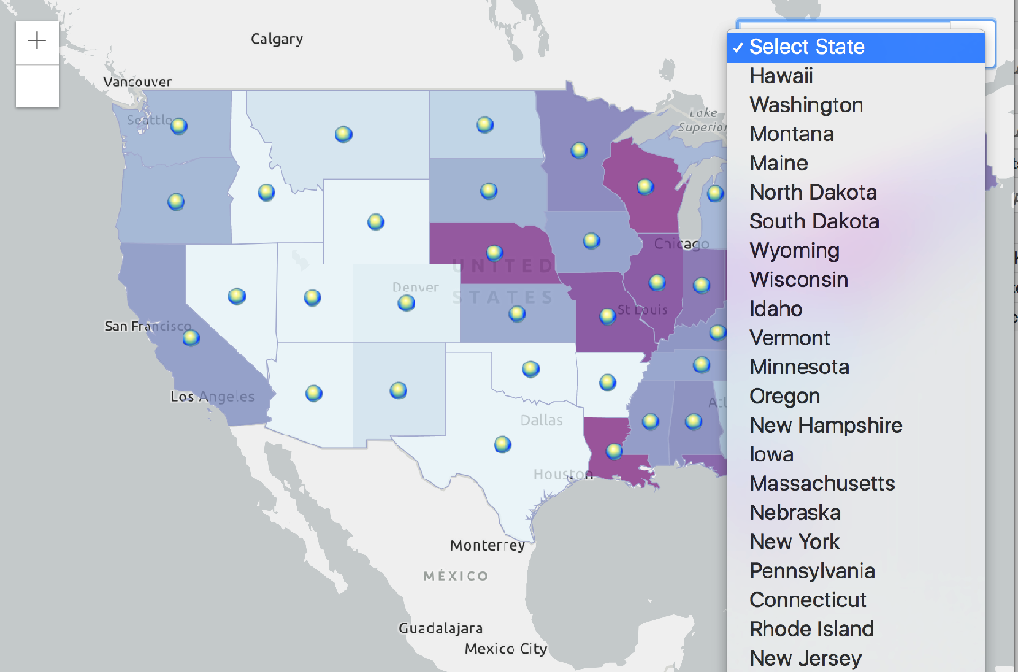 +
Calgary
Vancouver
Seattle
Lake
Superior
Chicago
UNITED
STATES
Denver
St Louis
San Francisco
Los Angeles
Dallas
Houston
Monterrey
MÉXICO
Guadalajara
Mexico City
✓ Select State
Hawaii
Washington
Montana
Maine
North Dakota
South Dakota
Wyoming
Wisconsin
Idaho
Vermont
Minnesota
Oregon
New Hampshire
Iowa
Massachusetts
Nebraska
New York
Pennsylvania
Connecticut
Rhode Island
New Jersey